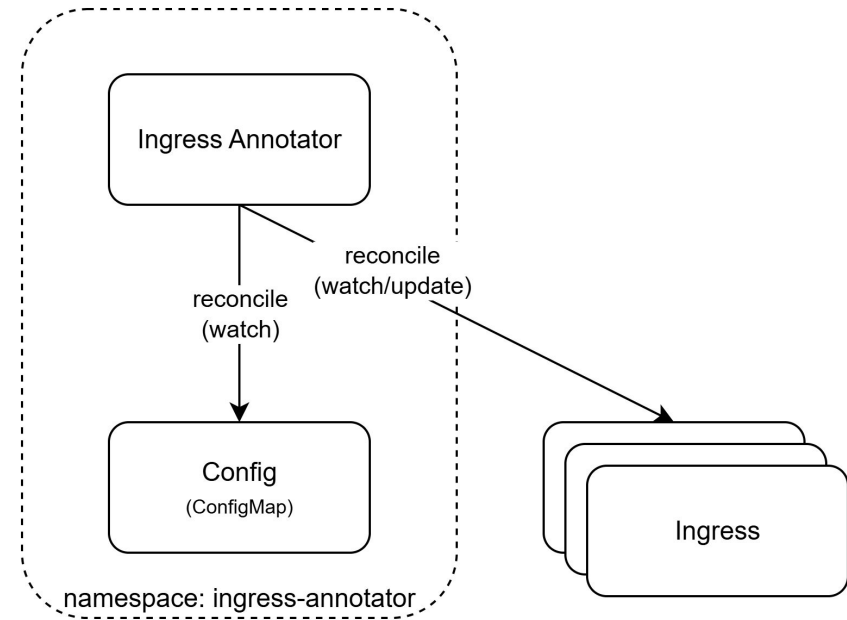 Ingress Annotator
reconcile
(watch/update)
reconcile
(watch)
Config
(ConfigMap)
Ingress
namespace: ingress-annotator